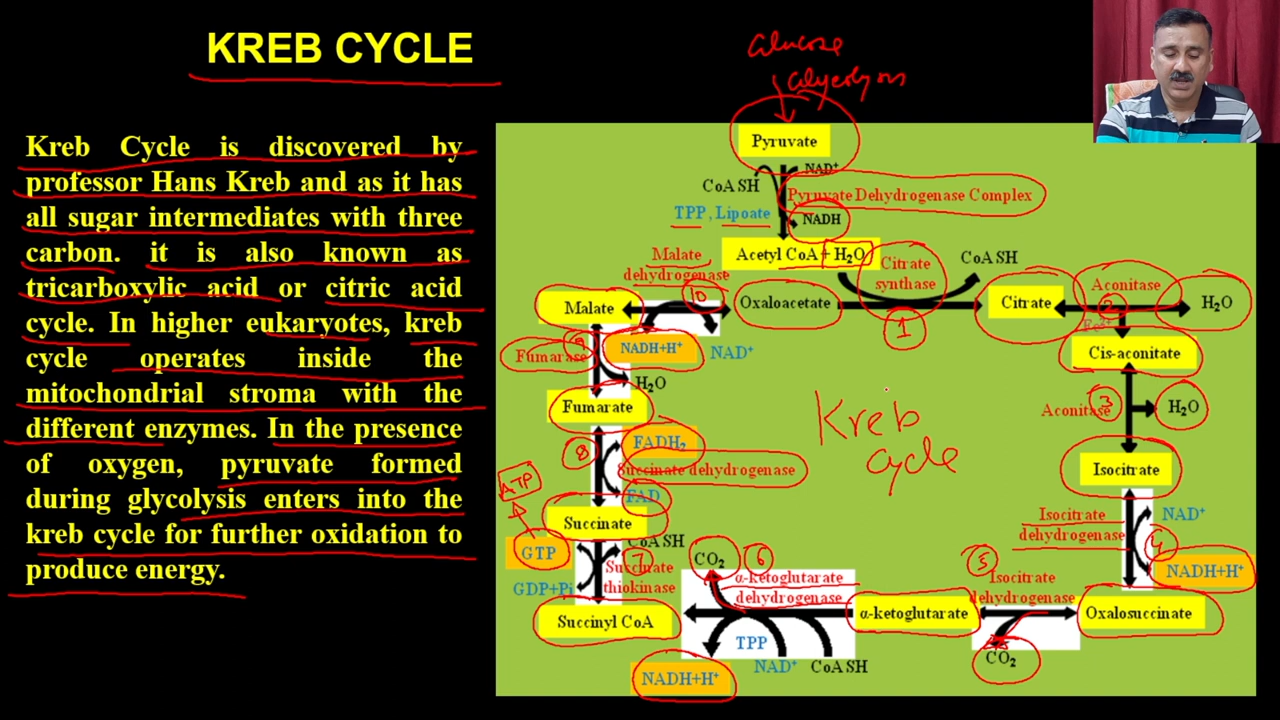 KREB CYCLE
Kreb Cycle is discovered by
professor Hans Kreb and as it has
all sugar intermediates with three
carbon. it is also known as
tricarboxylic acid or citric acid
cycle. In higher eukaryotes, kreb
cycle operates inside the
mitochondrial stroma with the
different enzymes. In the presence
of oxygen, pyruvate formed
during glycolysis enters into the
kreb cycle for further oxidation to
produce energy.
Glucose
Glycolysis
Pyruvate
NAD+
CoA SH
Pyruvate Dehydrogenase Complex
TPP, Lipoate
NADH
Acetyl CoA + H₂O
Citrate
synthase
CoA SH
Oxaloacetate
1
Citrate
Aconitase
2
H₂O
Fe²⁺
Cis-aconitate
Aconitase
3
H₂O
Isocitrate
Isocitrate
dehydrogenase
NAD+
4
NADH+H+
Oxalosuccinate
5
Isocitrate
dehydrogenase
CO₂
α-ketoglutarate
6
α-ketoglutarate
dehydrogenase
CO₂
TPP
NAD+
CoA SH
NADH+H+
Succinyl CoA
7
Succinate
thiokinase
CoA SH
GTP
GDP+Pi
ATP
Succinate
8
FADH₂
Succinate dehydrogenase
FAD
Fumarate
9
Fumarase
H₂O
Malate
Malate
dehydrogenase
10
NADH+H+
NAD+
Kreb
cycle